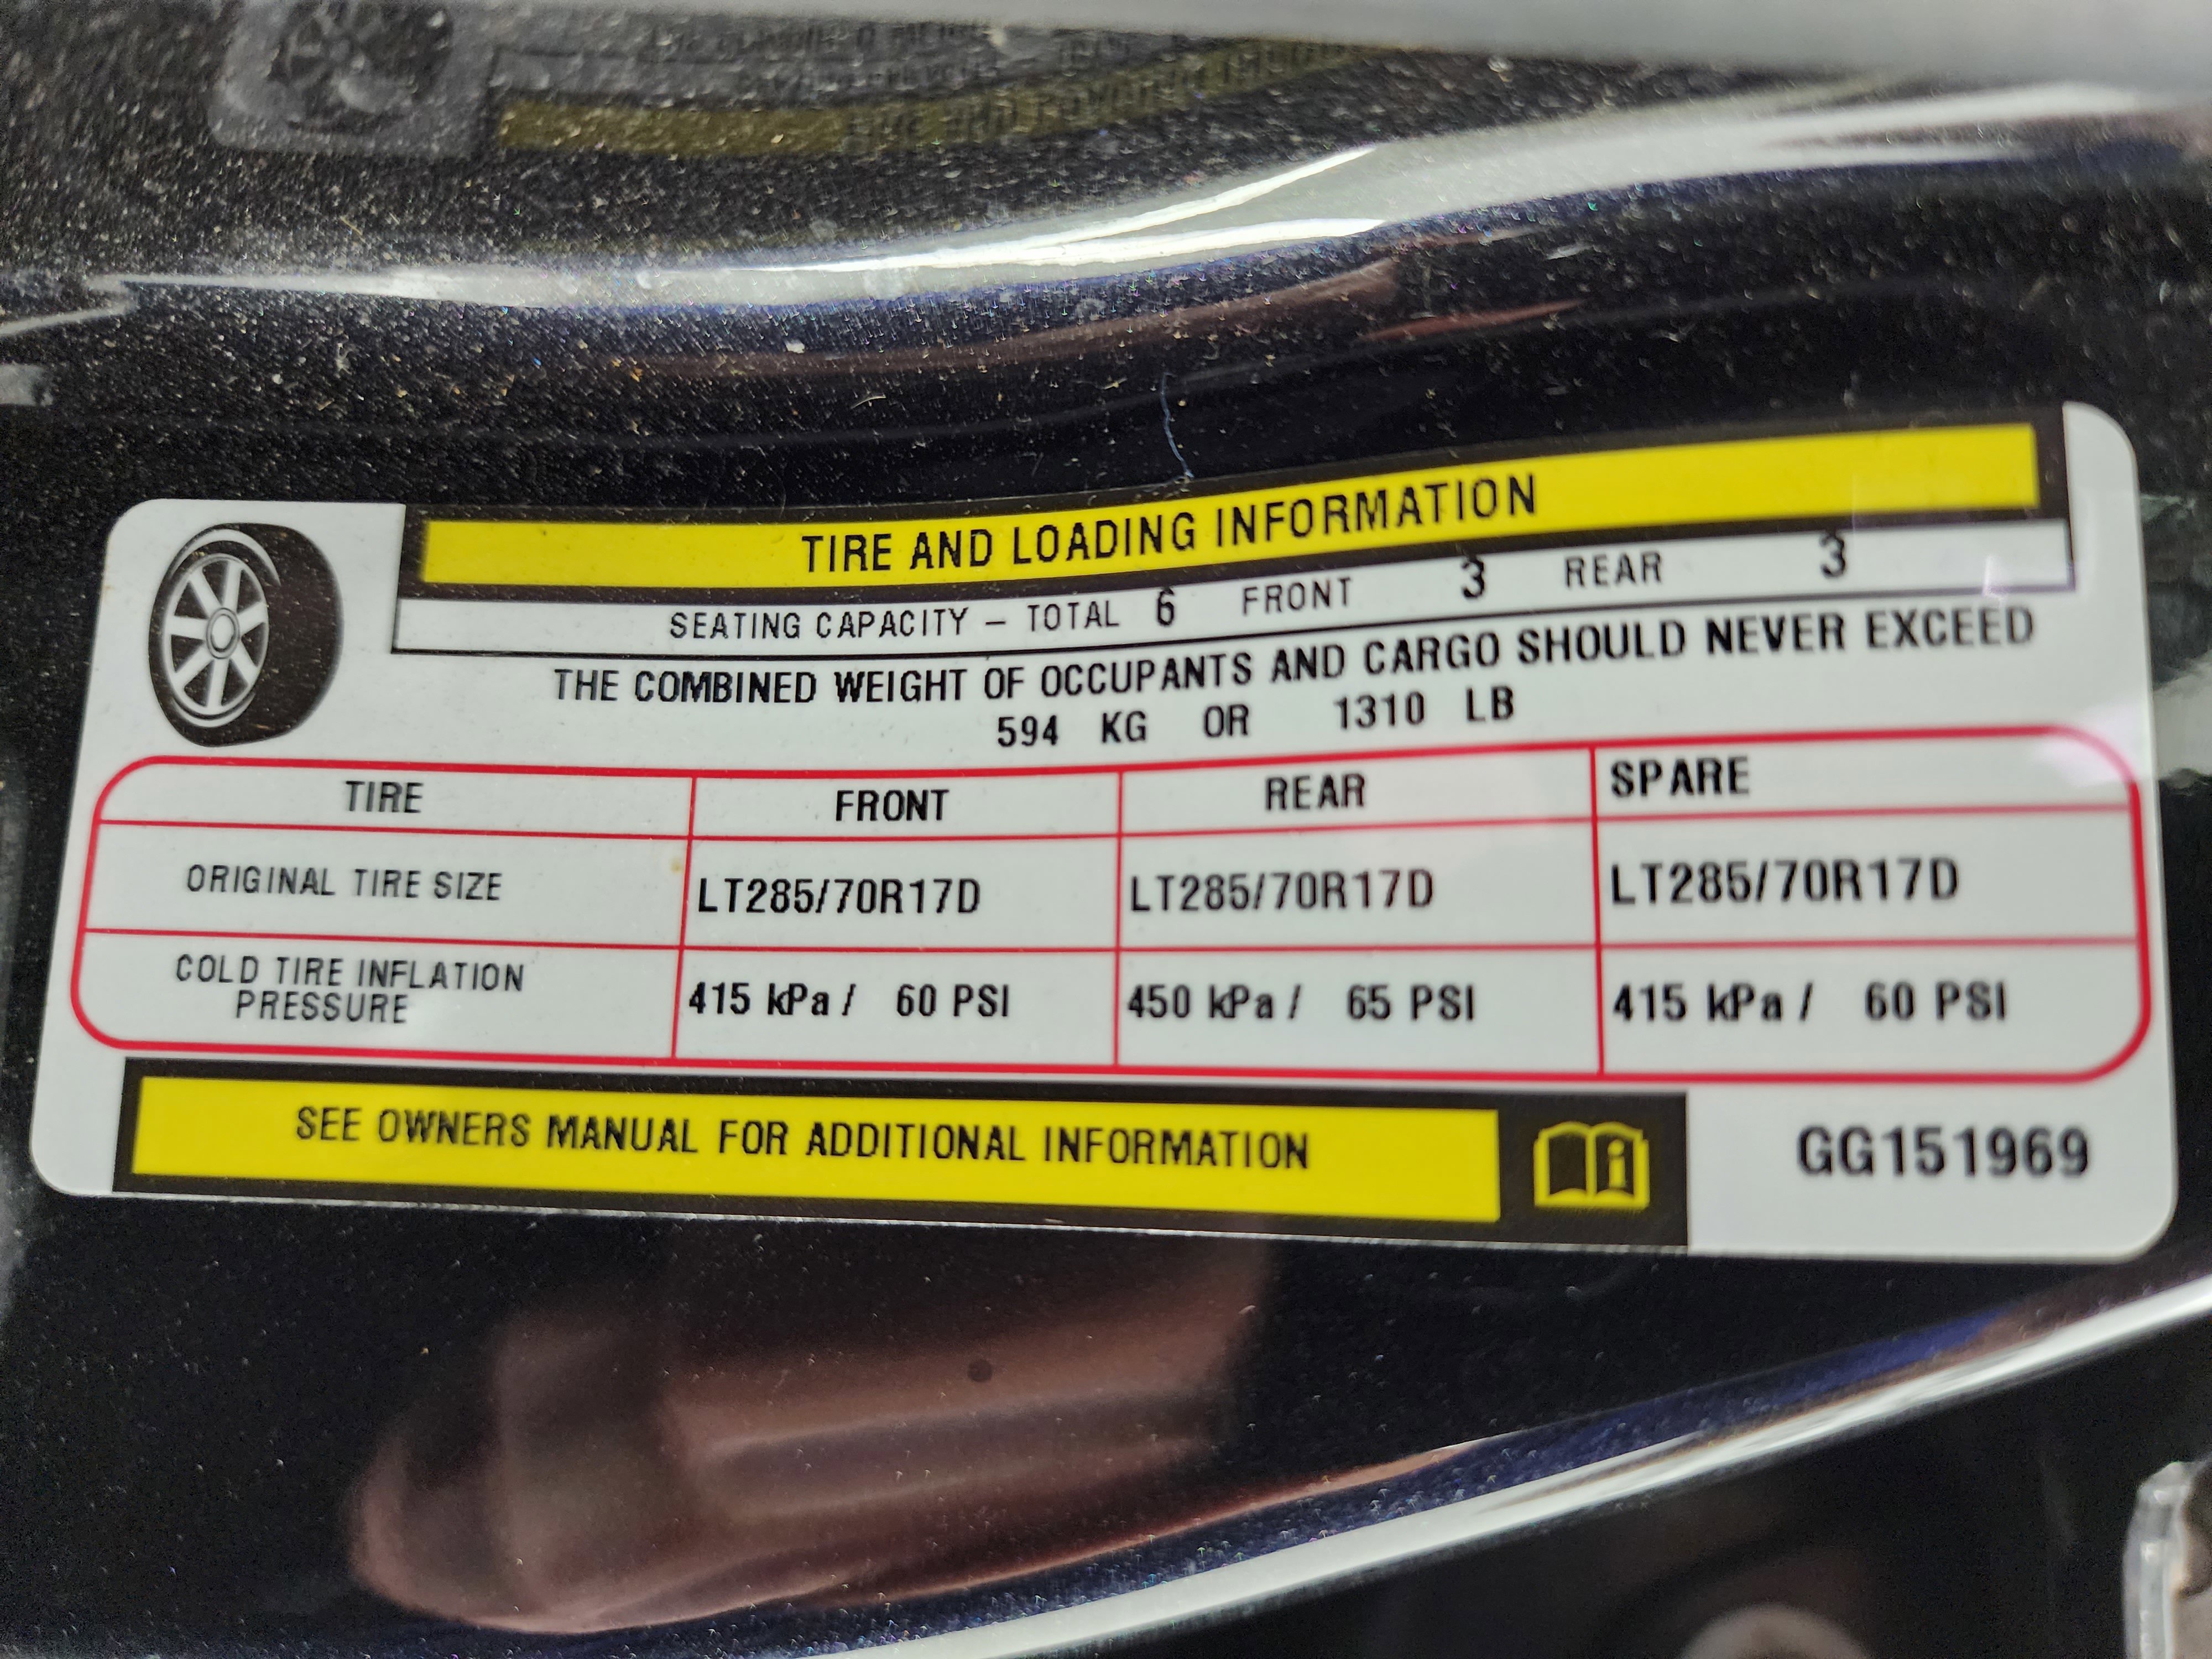 TIRE AND LOADING INFORMATION
SEATING CAPACITY – TOTAL 6 FRONT 3 REAR 3
THE COMBINED WEIGHT OF OCCUPANTS AND CARGO SHOULD NEVER EXCEED
594 KG OR 1310 LB
TIRE FRONT REAR SPARE
ORIGINAL TIRE SIZE LT285/70R17D LT285/70R17D LT285/70R17D
COLD TIRE INFLATION
PRESSURE 415 kPa / 60 PSI 450 kPa / 65 PSI 415 kPa / 60 PSI
SEE OWNERS MANUAL FOR ADDITIONAL INFORMATION i GG151969